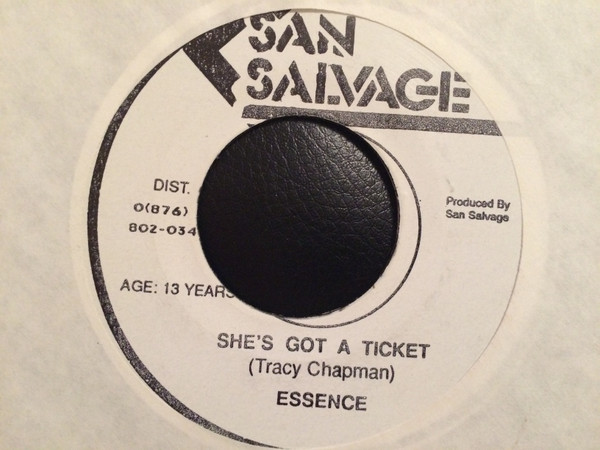 SAN
SALVAGE
DIST.
O(876)
802-034
Produced By
San Salvage
AGE: 13 YEARS
SHE'S GOT A TICKET
(Tracy Chapman)
ESSENCE